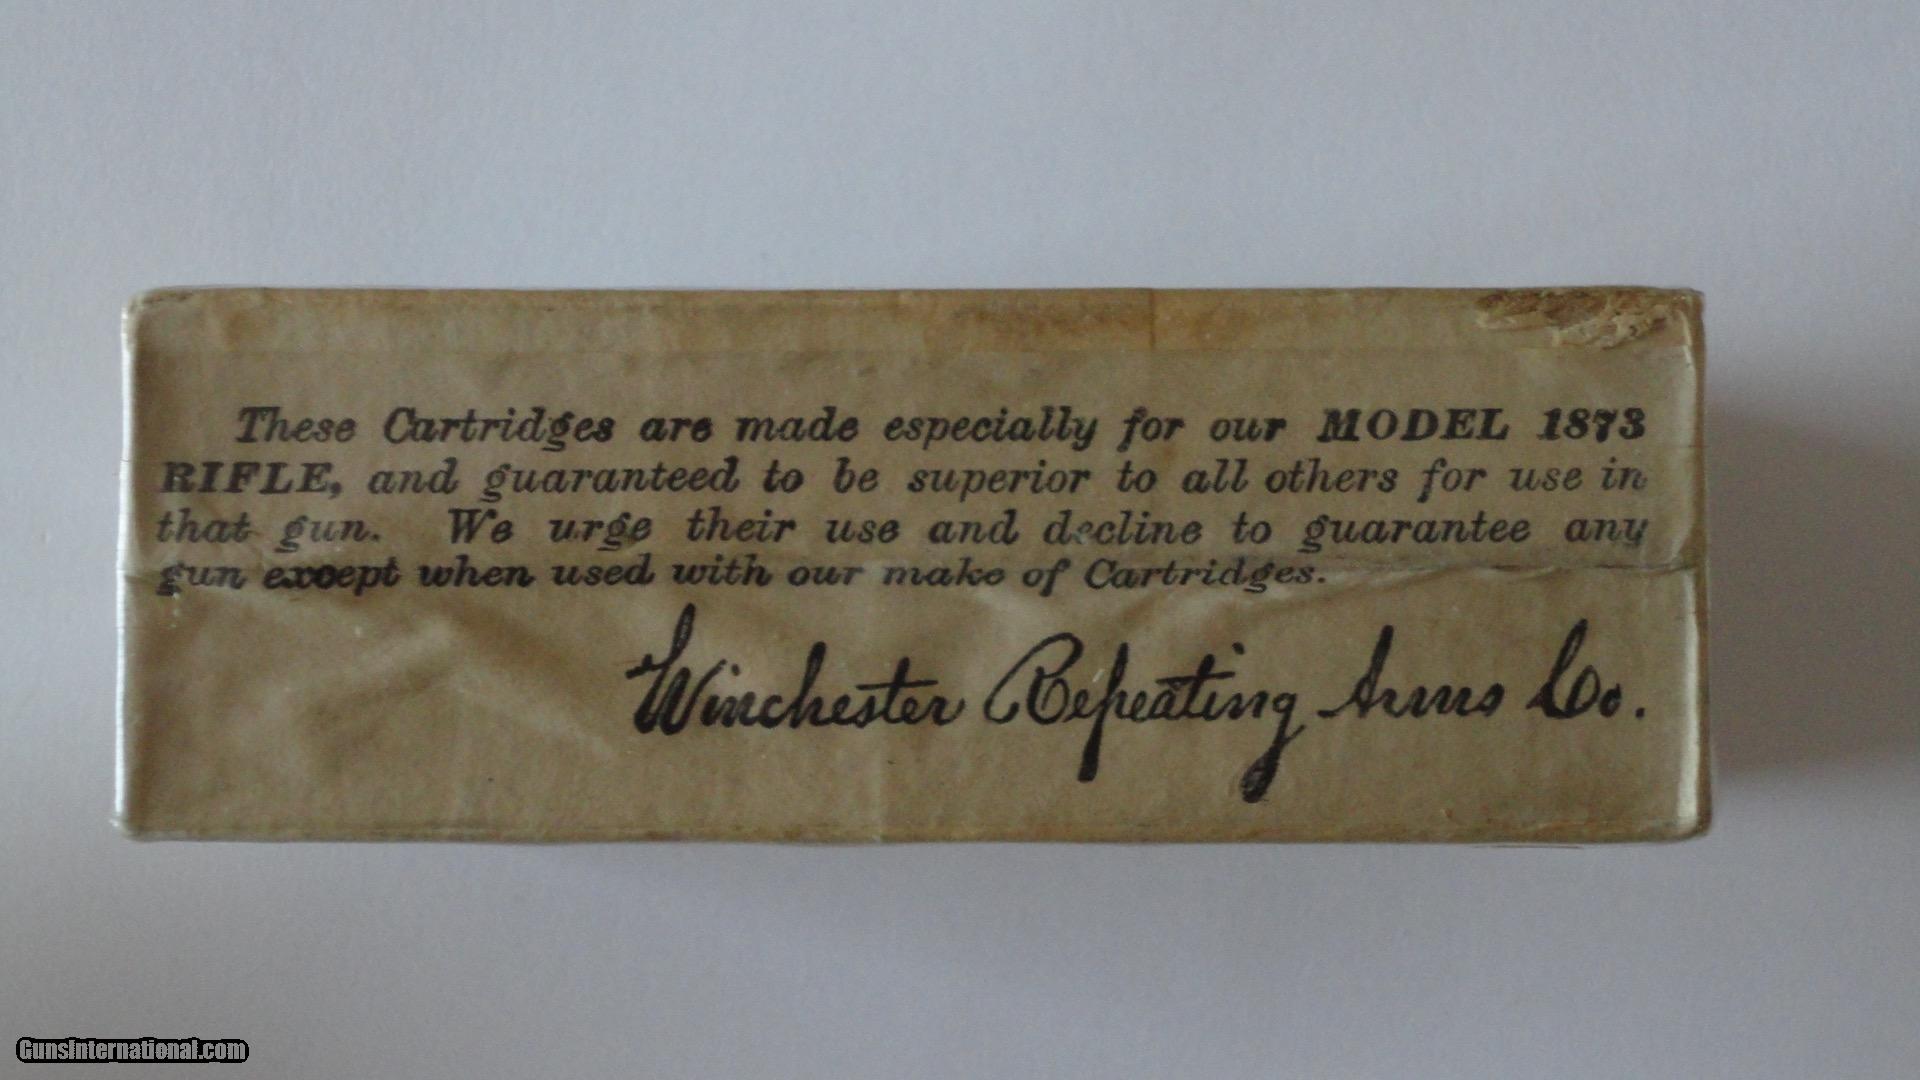 These Cartridges are made especially for our MODEL 1873
RIFLE, and guaranteed to be superior to all others for use in
that gun. We urge their use and decline to guarantee any
gun except when used with our make of Cartridges.
Winchester Repeating Arms Co.
GunsInternational.com